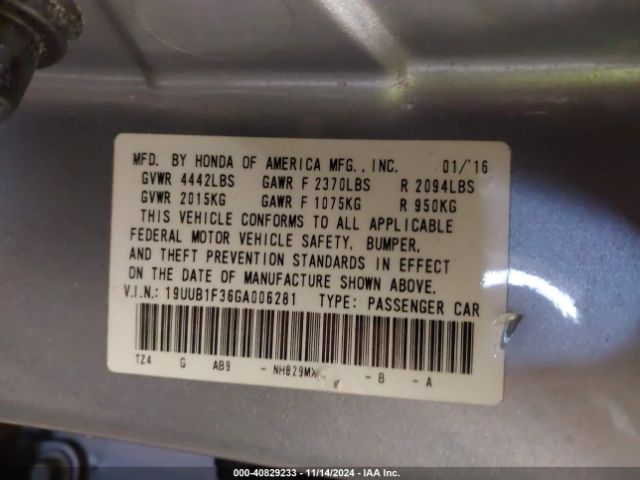 MFD. BY HONDA OF AMERICA MFG., INC. 01/'16
GVWR 4442LBS GAWR F 2370LBS R 2094LBS
GVWR 2015KG GAWR F 1075KG R 950KG
THIS VEHICLE CONFORMS TO ALL APPLICABLE
FEDERAL MOTOR VEHICLE SAFETY, BUMPER,
AND THEFT PREVENTION STANDARDS IN EFFECT
ON THE DATE OF MANUFACTURE SHOWN ABOVE.
V.I.N.: 19UUB1F36GA006281 TYPE: PASSENGER CAR
TZ4 G AB9 - NH829MX - B - A
000-40829233 - 11/14/2024 - IAA Inc.